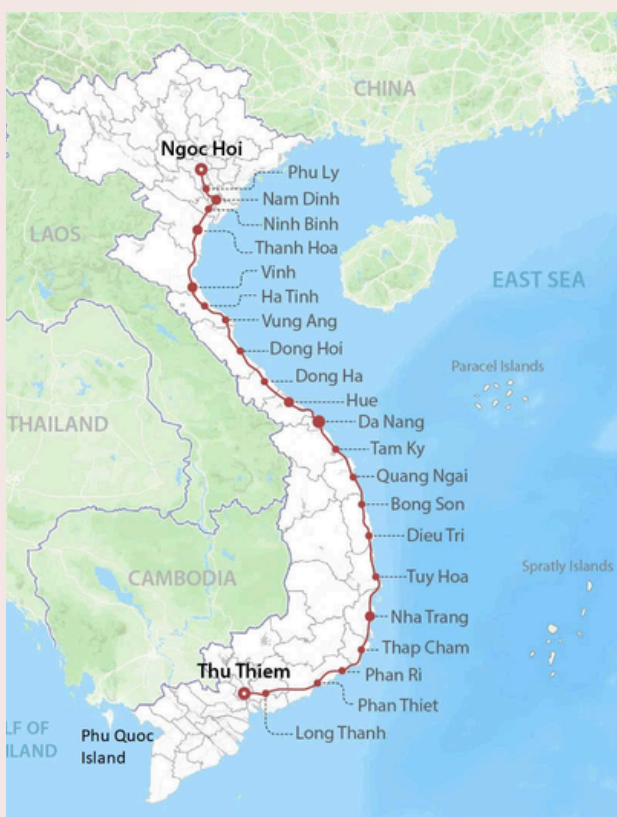 CHINA
Ngoc Hoi
Phu Ly
Nam Dinh
Ninh Binh
Thanh Hoa
LAOS
Vinh
EAST SEA
Ha Tinh
Vung Ang
Dong Hoi
Paracel Islands
Dong Ha
Hue
THAILAND
Da Nang
Tam Ky
Quang Ngai
Bong Son
Dieu Tri
Spratly Islands
CAMBODIA
Tuy Hoa
Nha Trang
Thap Cham
Thu Thiem
Phan Ri
Phan Thiet
LF OF
ILAND
Phu Quoc
Island
Long Thanh